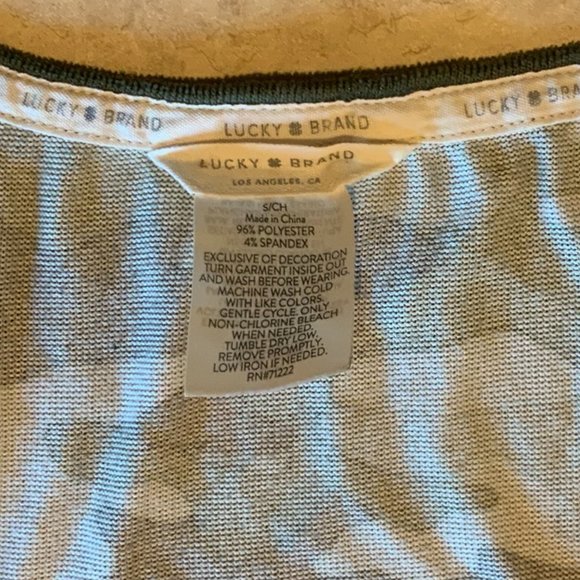 LUCKY BRAND
LUCKY BRAND
LUCKY BRAND
LUCKY BRAND
LOS ANGELES, CA
S/CH
Made in China
96% POLYESTER
4% SPANDEX
EXCLUSIVE OF DECORATION
TURN GARMENT INSIDE OUT
AND WASH BEFORE WEARING.
MACHINE WASH COLD
WITH LIKE COLORS.
GENTLE CYCLE. ONLY
NON-CHLORINE BLEACH
WHEN NEEDED.
TUMBLE DRY LOW,
REMOVE PROMPTLY.
LOW IRON IF NEEDED.
RN#71222